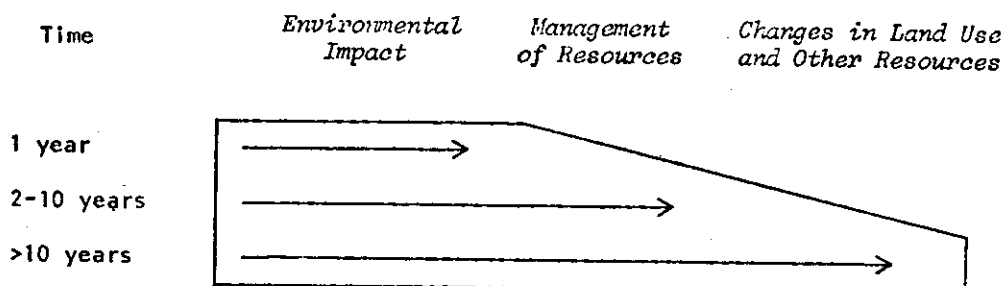 Time
Environmental
Impact
Management
of Resources
Changes in Land Use
and Other Resources
1 year
2-10 years
>10 years